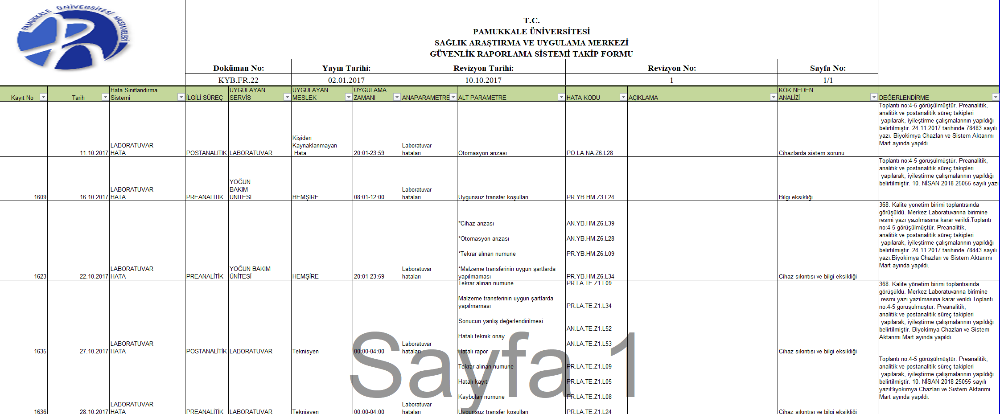 PAMUKKALE ÜNİVERSİTESİ HASTANELERİ
T.C.
PAMUKKALE ÜNİVERSİTESİ
SAĞLIK ARAŞTIRMA VE UYGULAMA MERKEZİ
GÜVENLİK RAPORLAMA SİSTEMİ TAKİP FORMU
Doküman No: Yayın Tarihi: Revizyon Tarihi: Revizyon No: Sayfa No:
KYB.FR.22 02.01.2017 10.10.2017 1 1/1
Kayıt No
Tarih
Hata Sınıflandırma
Sistemi
İLGİLİ SÜREÇ
UYGULAYAN
SERVİS
UYGULAYAN
MESLEK
UYGULAMA
ZAMANI
ANAPARAMETRE
ALT PARAMETRE
HATA KODU
AÇIKLAMA
KÖK NEDEN
ANALİZİ
DEĞERLENDİRME
11.10.2017
LABORATUVAR
HATA
POSTANALİTİK
LABORATUVAR
Kişiden
Kaynaklanmayan
Hata
20:01-23:59
Laboratuvar
hataları
Otomasyon arızası
PO.LA.NA.Z6.L28
Cihazlarda sistem sorunu
Toplantı no:4-5 görüşülmüştür. Preanalitik,
analitik ve postanalitik süreç takipleri
yapılarak, iyileştirme çalışmalarının yapıldığı
belirtilmiştir. 24.11.2017 tarihinde 78483 sayılı
yazı. Biyokimya Chazları ve Sistem Aktarımı
Mart ayında yapıldı.
1609
16.10.2017
LABORATUVAR
HATA
PREANALİTİK
YOĞUN
BAKIM
ÜNİTESİ
HEMŞİRE
08:01-12:00
Laboratuvar
hataları
Uygunsuz transfer koşulları
PR.YB.HM.Z3.L24
Bilgi eksikliği
Toplantı no:4-5 görüşülmüştür. Preanalitik,
analitik ve postanalitik süreç takipleri
yapılarak, iyileştirme çalışmalarının yapıldığı
belirtilmiştir. 10. NİSAN 2018 25055 sayılı yazı
1623
22.10.2017
LABORATUVAR
HATA
PREANALİTİK
YOĞUN BAKIM
ÜNİTESİ
HEMŞİRE
20:01-23:59
Laboratuvar
hataları
*Cihaz arızası
*Otomasyon arızası
*Tekrar alınan numune
*Malzeme transferinin uygun şartlarda
yapılmaması
AN.YB.HM.Z6.L39
AN.YB.HM.Z6.L28
PR.YB.HM.Z6.L09
PR.YB.HM.Z6.L34
Cihaz sıkıntısı ve bilgi eksikliği
368. Kalite yönetim birimi toplantısında
görüşüldü. Merkez Laboratuvarına birimine
resmi yazı yazılmasına karar verildi.Toplantı
no:4-5 görüşülmüştür. Preanalitik,
analitik ve postanalitik süreç takipleri
yapılarak, iyileştirme çalışmalarının yapıldığı
belirtilmiştir. 24.11.2017 tarihinde 78443 sayılı
yazı.Biyokimya Chazları ve Sistem Aktarımı
Mart ayında yapıldı.
1635
27.10.2017
LABORATUVAR
HATA
POSTANALİTİK
LABORATUVAR
Teknisyen
00:00-04:00
Laboratuvar
hataları
Tekrar alınan numune
Malzeme transferinin uygun şartlarda
yapılmaması
Sonucun yanlış değerlendirilmesi
Hatalı teknik onay
Hatalı rapor
PR.LA.TE.Z1.L09
PR.LA.TE.Z1.L34
AN.LA.TE.Z1.L52
AN.LA.TE.Z1.L53
Cihaz sıkıntısı ve bilgi eksikliği
368. Kalite yönetim birimi toplantısında
görüşüldü. Merkez Laboratuvarına birimine
resmi yazı yazılmasına karar verildi.Toplantı
no:4-5 görüşülmüştür. Preanalitik,
analitik ve postanalitik süreç takipleri
yapılarak, iyileştirme çalışmalarının yapıldığı
belirtilmiştir. Biyokimya Chazları ve Sistem
Aktarımı Mart ayında yapıldı.
1636
28.10.2017
LABORATUVAR
HATA
PREANALİTİK
LABORATUVAR
Teknisyen
00:00-04:00
Laboratuvar
hataları
Tekrar alınan numune
Hatalı kayıt
Kaybolan numune
Uygunsuz transfer koşulları
PR.LA.TE.Z1.L09
PR.LA.TE.Z1.L05
PR.LA.TE.Z1.L08
PR.LA.TE.Z1.L24
Cihaz sıkıntısı ve bilgi eksikliği
Toplantı no:4-5 görüşülmüştür. Preanalitik,
analitik ve postanalitik süreç takipleri
yapılarak, iyileştirme çalışmalarının yapıldığı
belirtilmiştir. 10. NİSAN 2018 25055 sayılı
yazıBiyokimya Chazları ve Sistem Aktarımı
Mart ayında yapıldı.
Sayfa 1